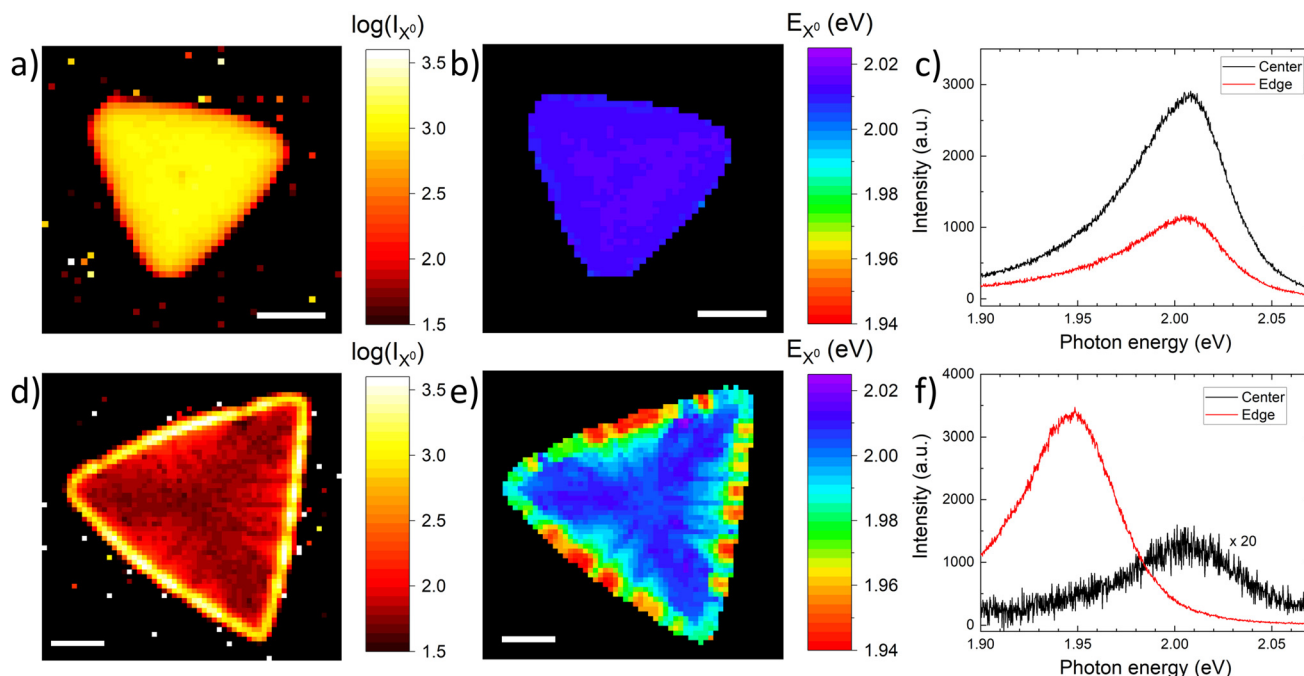 a)
log(I_X⁰)
3.5
3.0
2.5
2.0
1.5
b)
E_X⁰ (eV)
2.02
2.00
1.98
1.96
1.94
c)
Intensity (a.u.)
3000
2000
1000
0
Center
Edge
1.90 1.95 2.00 2.05
Photon energy (eV)
d)
log(I_X⁰)
3.5
3.0
2.5
2.0
1.5
e)
E_X⁰ (eV)
2.02
2.00
1.98
1.96
1.94
f)
Intensity (a.u.)
4000
3000
2000
1000
0
Center
Edge
x 20
1.90 1.95 2.00 2.05
Photon energy (eV)